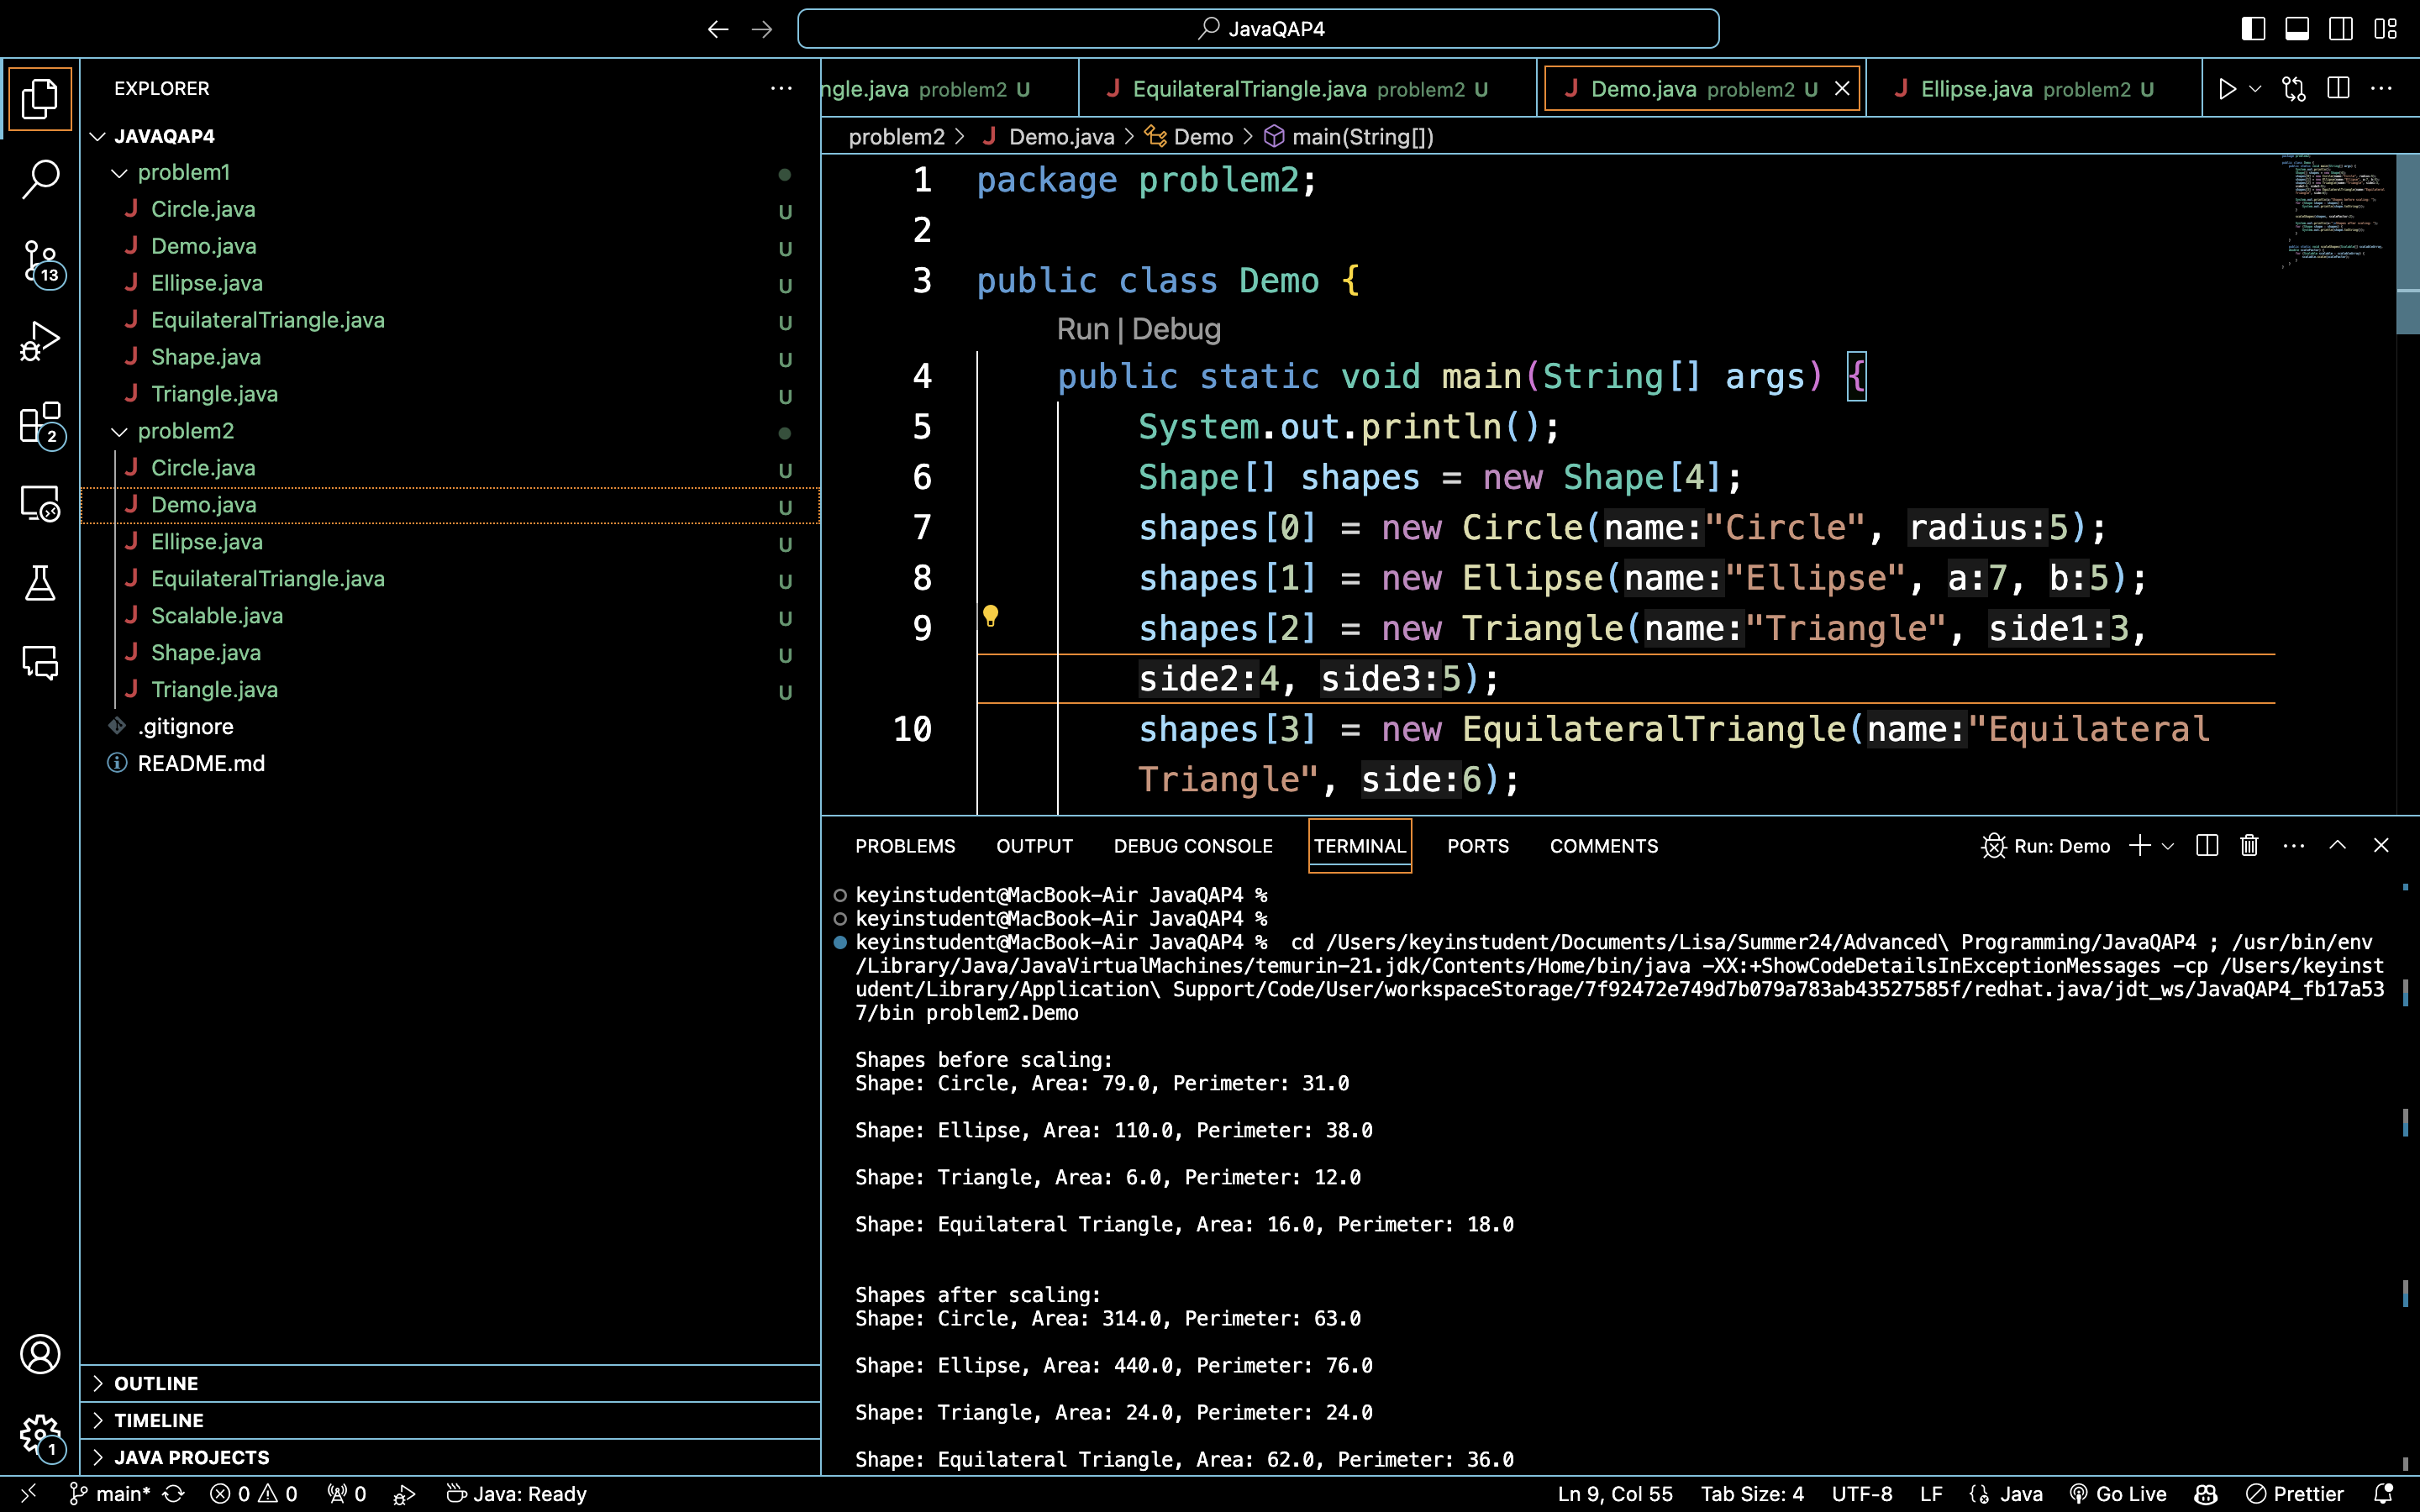 JavaQAP4
EXPLORER
JAVAQAP4
problem1
Circle.java U
Demo.java U
Ellipse.java U
EquilateralTriangle.java U
Shape.java U
Triangle.java U
problem2
Circle.java U
Demo.java U
Ellipse.java U
EquilateralTriangle.java U
Scalable.java U
Shape.java U
Triangle.java U
.gitignore
README.md
13
2
1
OUTLINE
TIMELINE
JAVA PROJECTS
ngle.java problem2 U
EquilateralTriangle.java problem2 U
Demo.java problem2 U
Ellipse.java problem2 U
problem2 > J Demo.java > Demo > main(String[])
1 package problem2;
2
3 public class Demo {
Run | Debug
4 public static void main(String[] args) {
5 System.out.println();
6 Shape[] shapes = new Shape[4];
7 shapes[0] = new Circle(name:"Circle", radius:5);
8 shapes[1] = new Ellipse(name:"Ellipse", a:7, b:5);
9 shapes[2] = new Triangle(name:"Triangle", side1:3,
side2:4, side3:5);
10 shapes[3] = new EquilateralTriangle(name:"Equilateral
Triangle", side:6);
PROBLEMS OUTPUT DEBUG CONSOLE TERMINAL PORTS COMMENTS
Run: Demo
keyinstudent@MacBook-Air JavaQAP4 %
keyinstudent@MacBook-Air JavaQAP4 %
keyinstudent@MacBook-Air JavaQAP4 % cd /Users/keyinstudent/Documents/Lisa/Summer24/Advanced\ Programming/JavaQAP4 ; /usr/bin/env
/Library/Java/JavaVirtualMachines/temurin-21.jdk/Contents/Home/bin/java -XX:+ShowCodeDetailsInExceptionMessages -cp /Users/keyinst
udent/Library/Application\ Support/Code/User/workspaceStorage/7f92472e749d7b079a783ab43527585f/redhat.java/jdt_ws/JavaQAP4_fb17a53
7/bin problem2.Demo
Shapes before scaling:
Shape: Circle, Area: 79.0, Perimeter: 31.0
Shape: Ellipse, Area: 110.0, Perimeter: 38.0
Shape: Triangle, Area: 6.0, Perimeter: 12.0
Shape: Equilateral Triangle, Area: 16.0, Perimeter: 18.0
Shapes after scaling:
Shape: Circle, Area: 314.0, Perimeter: 63.0
Shape: Ellipse, Area: 440.0, Perimeter: 76.0
Shape: Triangle, Area: 24.0, Perimeter: 24.0
Shape: Equilateral Triangle, Area: 62.0, Perimeter: 36.0
main* 0 0 0 Java: Ready Ln 9, Col 55 Tab Size: 4 UTF-8 LF Java Go Live Prettier